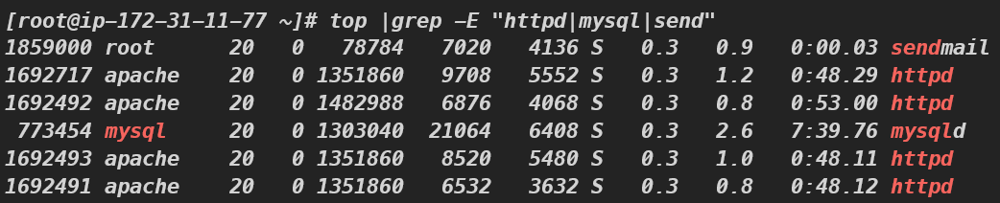 [root@ip-172-31-11-77 ~]# top |grep -E "httpd|mysql|send"
1859000 root      20   0   78784   7020   4136 S   0.3   0.9   0:00.03 sendmail
1692717 apache    20   0 1351860   9708   5552 S   0.3   1.2   0:48.29 httpd
1692492 apache    20   0 1482988   6876   4068 S   0.3   0.8   0:53.00 httpd
 773454 mysql     20   0 1303040  21064   6408 S   0.3   2.6   7:39.76 mysqld
1692493 apache    20   0 1351860   8520   5480 S   0.3   1.0   0:48.11 httpd
1692491 apache    20   0 1351860   6532   3632 S   0.3   0.8   0:48.12 httpd